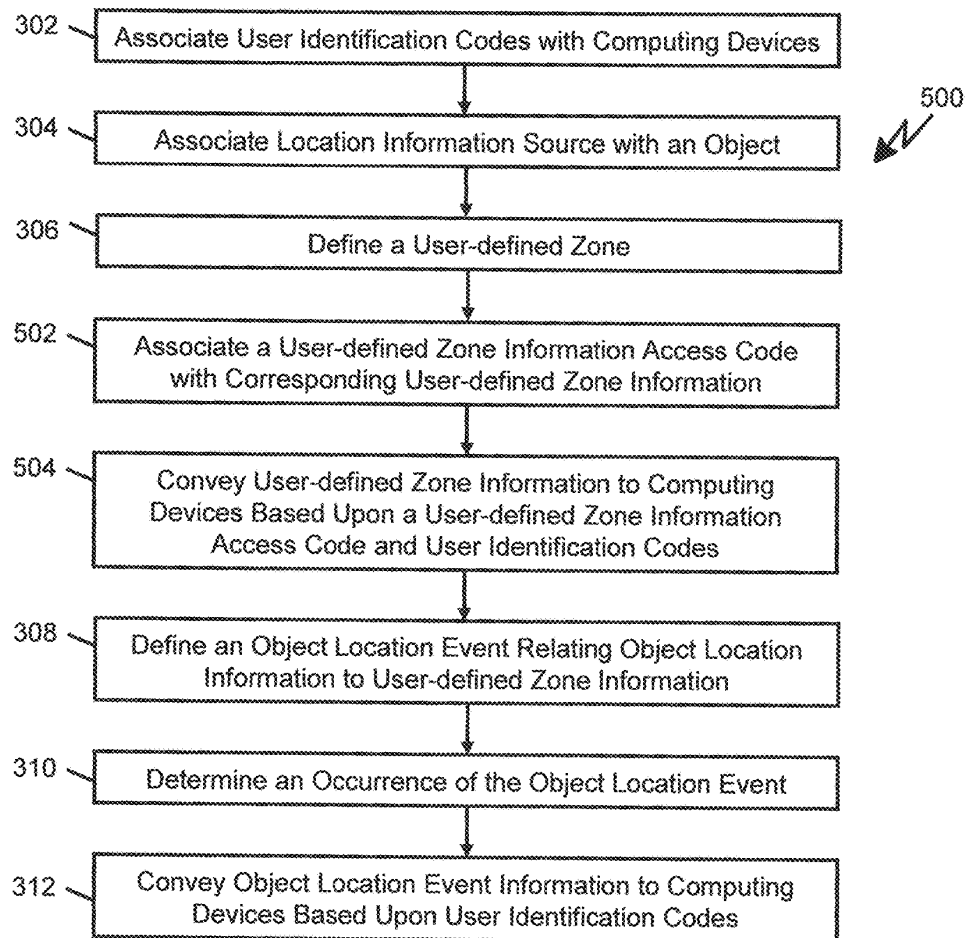 302
Associate User Identification Codes with Computing Devices
500
304
Associate Location Information Source with an Object
306
Define a User-defined Zone
502
Associate a User-defined Zone Information Access Code
with Corresponding User-defined Zone Information
504
Convey User-defined Zone Information to Computing
Devices Based Upon a User-defined Zone Information
Access Code and User Identification Codes
308
Define an Object Location Event Relating Object Location
Information to User-defined Zone Information
310
Determine an Occurrence of the Object Location Event
312
Convey Object Location Event Information to Computing
Devices Based Upon User Identification Codes